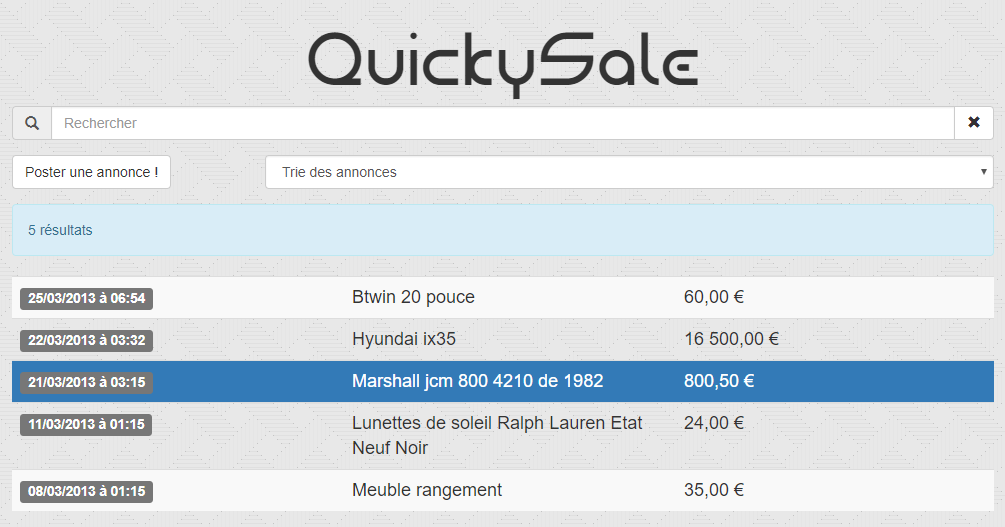 QuickySale
Rechercher
Poster une annonce !
Trie des annonces
5 résultats
25/03/2013 à 06:54 Btwin 20 pouce 60,00 €
22/03/2013 à 03:32 Hyundai ix35 16 500,00 €
21/03/2013 à 03:15 Marshall jcm 800 4210 de 1982 800,50 €
11/03/2013 à 01:15 Lunettes de soleil Ralph Lauren Etat 24,00 €
Neuf Noir
08/03/2013 à 01:15 Meuble rangement 35,00 €